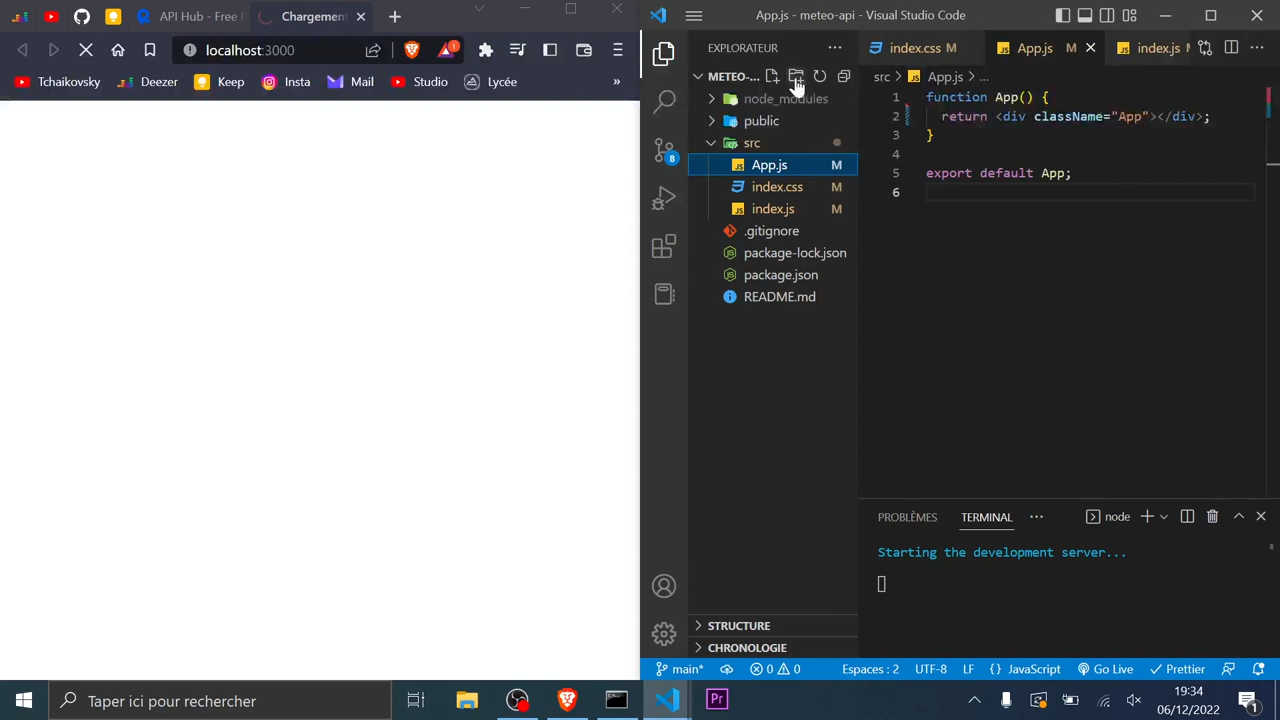 API Hub - Free
Chargement
localhost:3000
1
Tchaikovsky
Deezer
Keep
Insta
Mail
Studio
Lycée
»
App.js - meteo-api - Visual Studio Code
EXPLORATEUR
index.css M
App.js M
index.js M
METEO-...
src > App.js > ...
node_modules
public
src
App.js M
index.css M
index.js M
.gitignore
package-lock.json
package.json
README.md
8
1 function App() {
2 return <div className="App"></div>;
3 }
4
5 export default App;
6
PROBLÈMES
TERMINAL
node
Starting the development server...
STRUCTURE
CHRONOLOGIE
main*
0 0
Espaces : 2
UTF-8
LF
{ } JavaScript
Go Live
Prettier
Taper ici pour rechercher
Pr
19:34
06/12/2022
1